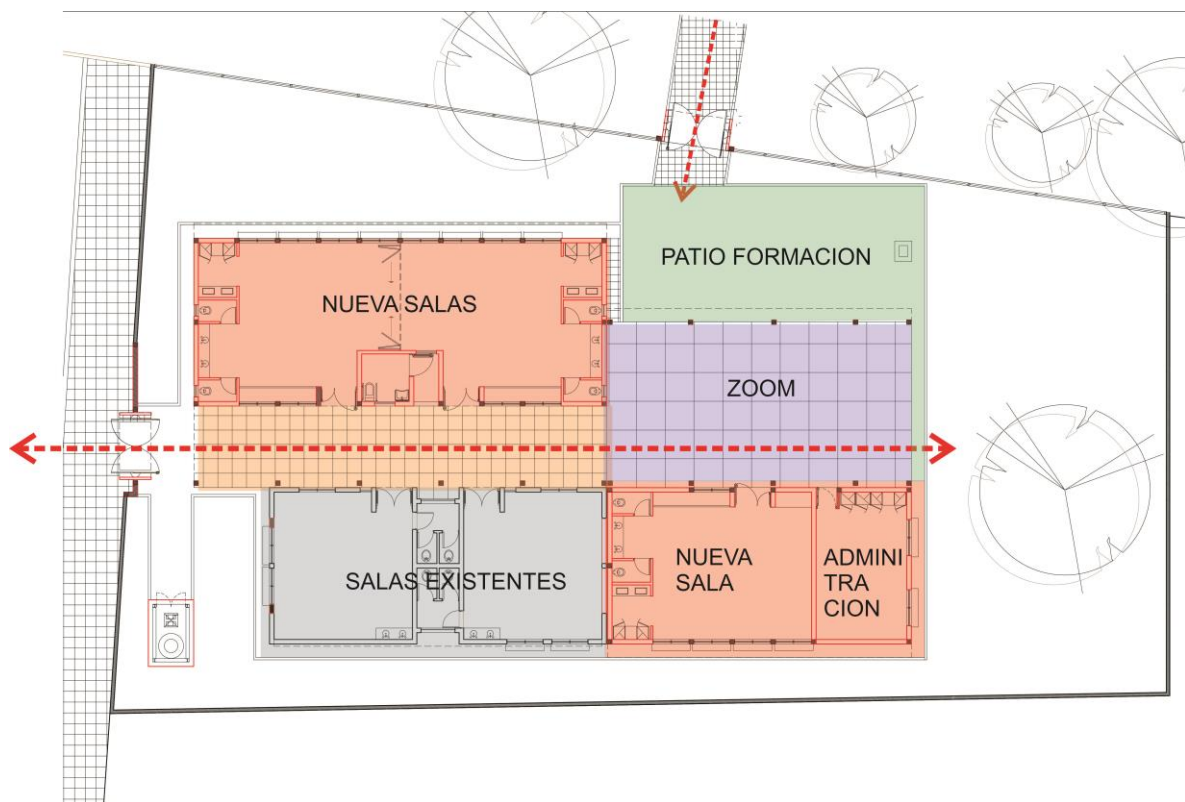 PATIO FORMACION
NUEVA SALAS
ZOOM
SALAS EXISTENTES
NUEVA
SALA
ADMINI
TRA
CION